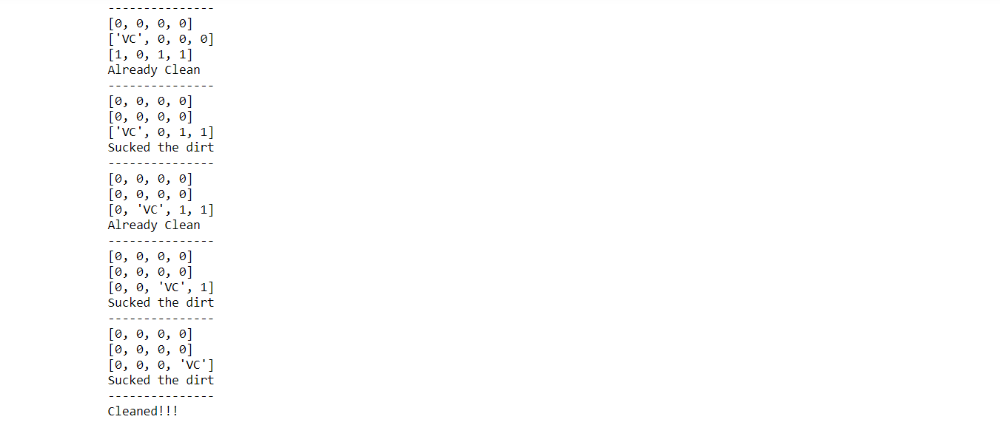 ---------------
[0, 0, 0, 0]
['VC', 0, 0, 0]
[1, 0, 1, 1]
Already Clean
---------------
[0, 0, 0, 0]
[0, 0, 0, 0]
['VC', 0, 1, 1]
Sucked the dirt
---------------
[0, 0, 0, 0]
[0, 0, 0, 0]
[0, 'VC', 1, 1]
Already Clean
---------------
[0, 0, 0, 0]
[0, 0, 0, 0]
[0, 0, 'VC', 1]
Sucked the dirt
---------------
[0, 0, 0, 0]
[0, 0, 0, 0]
[0, 0, 0, 'VC']
Sucked the dirt
---------------
Cleaned!!!